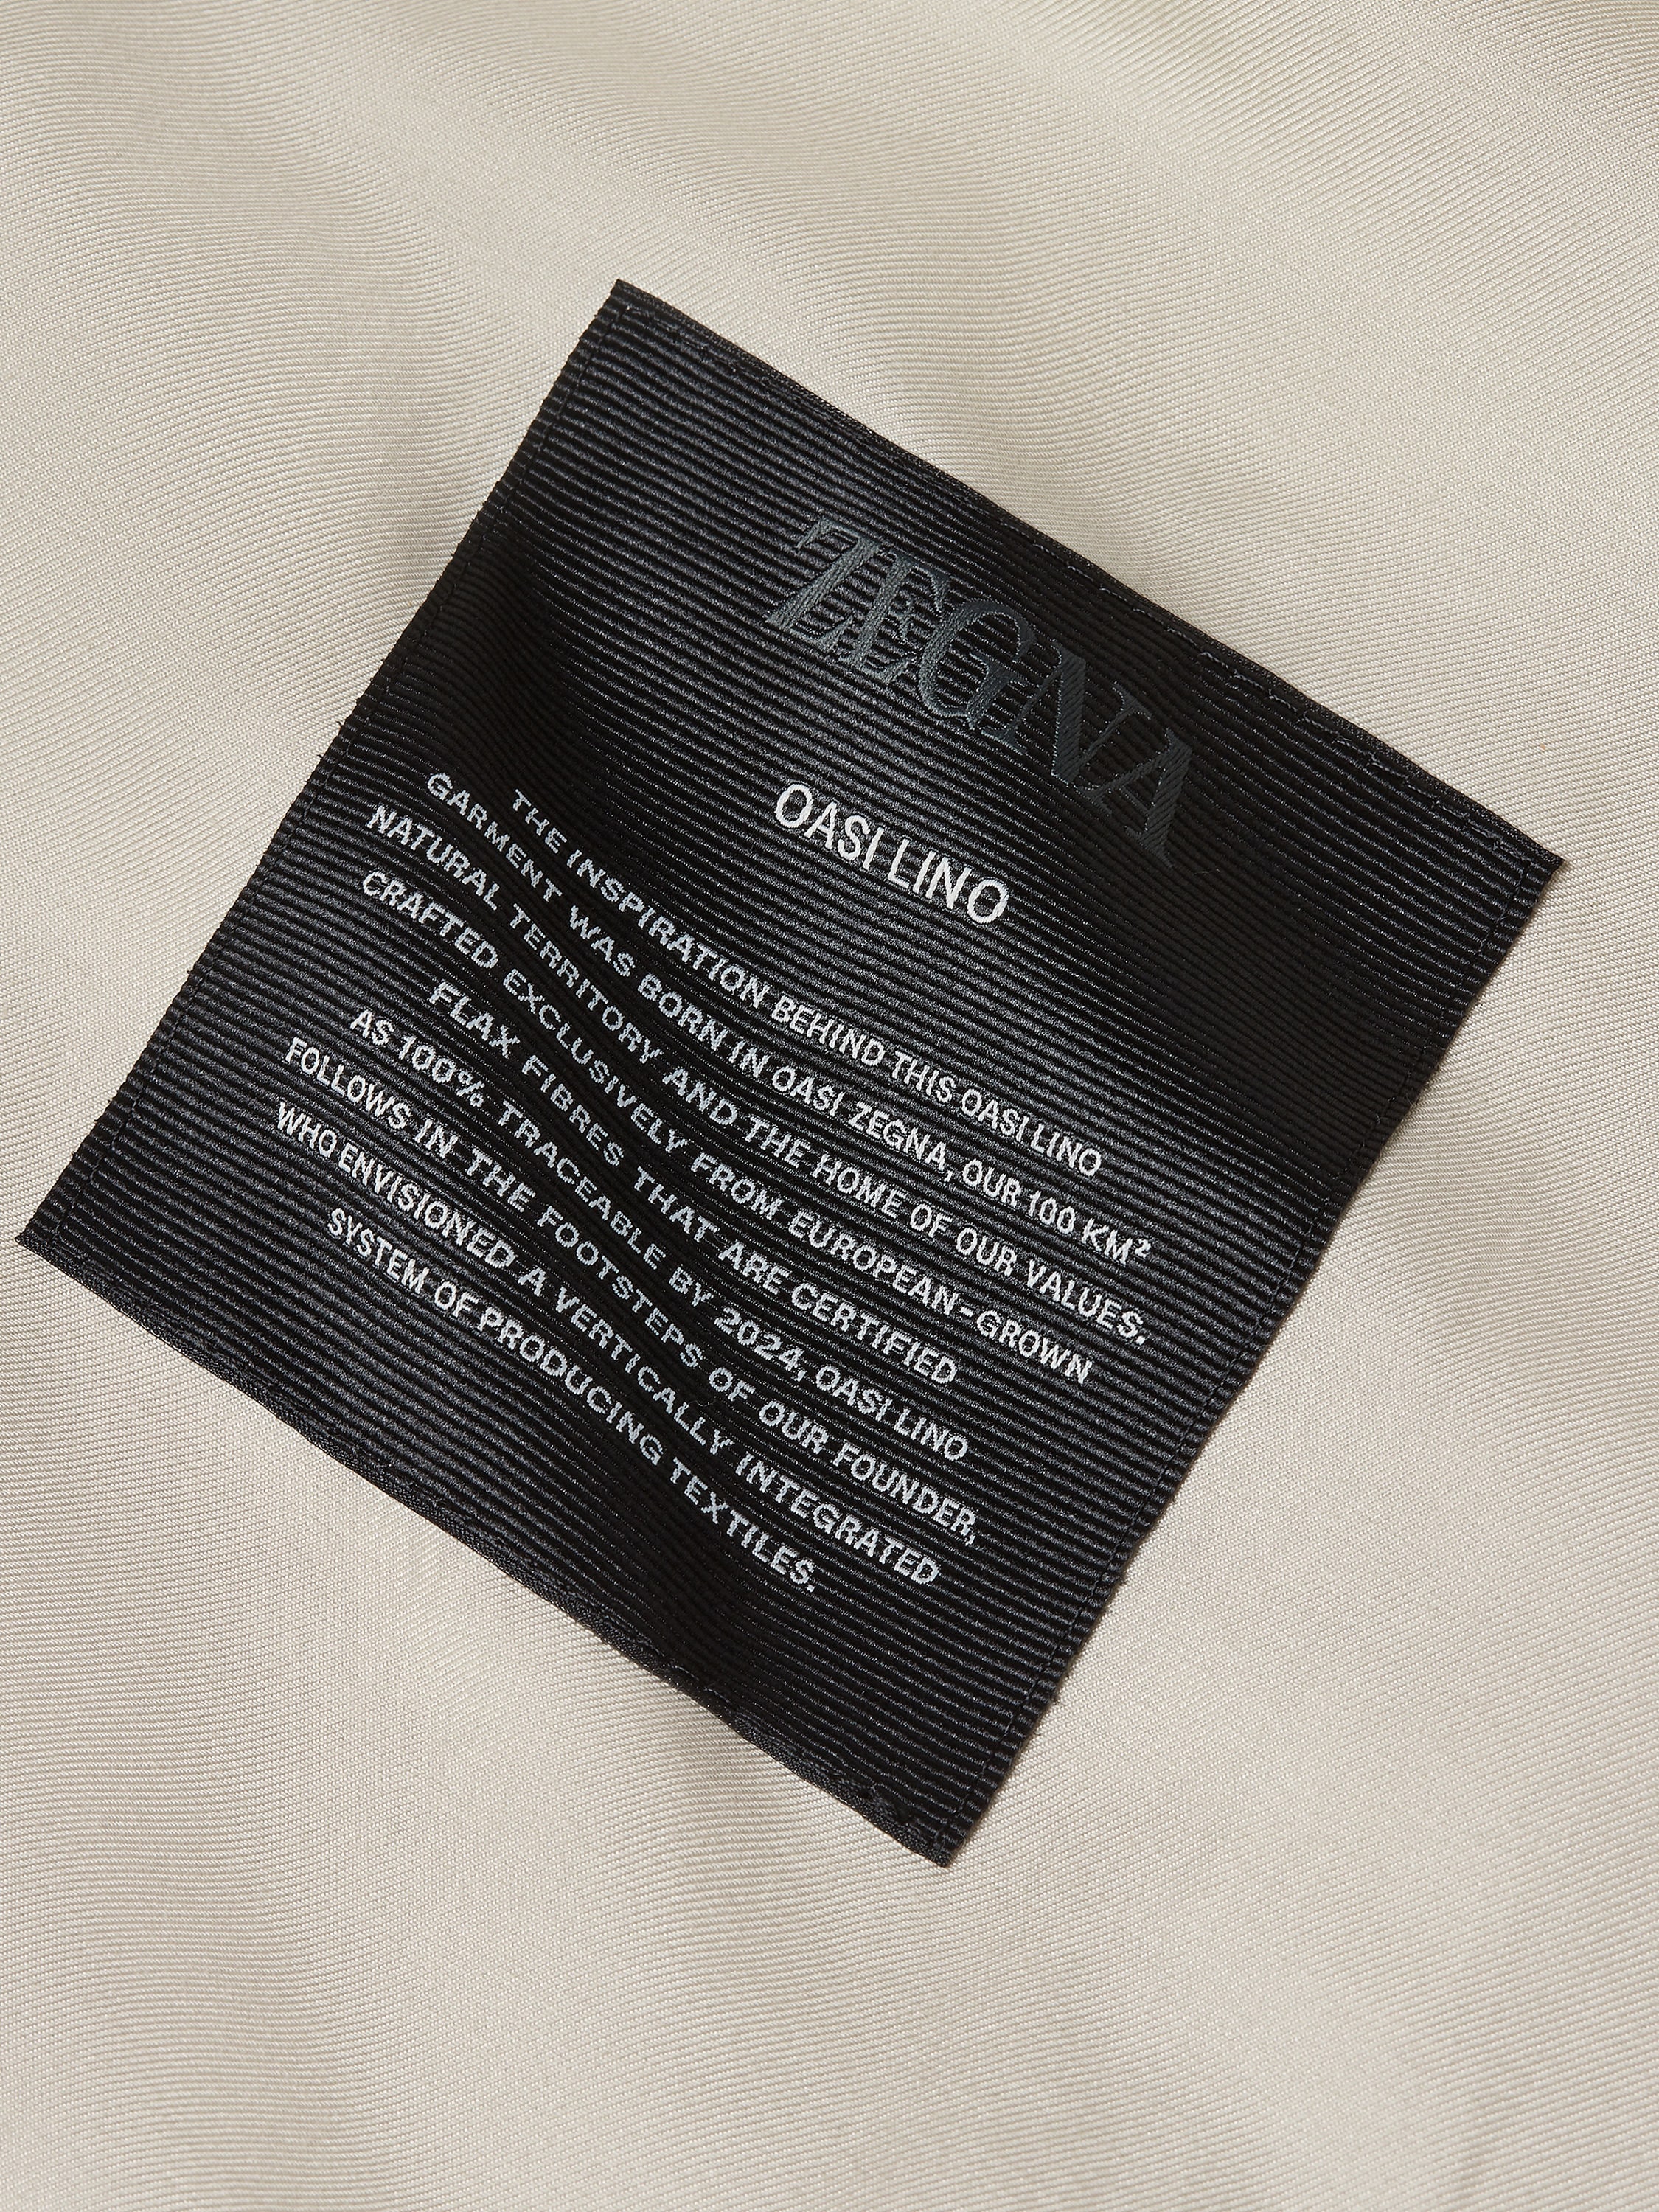 ZEGNA
OASI LINO
THE INSPIRATION BEHIND THIS OASI LINO
GARMENT WAS BORN IN OASI ZEGNA, OUR 100 KM²
NATURAL TERRITORY AND THE HOME OF OUR VALUES.
CRAFTED EXCLUSIVELY FROM EUROPEAN-GROWN
FLAX FIBRES THAT ARE CERTIFIED
AS 100% TRACEABLE BY 2024, OASI LINO
FOLLOWS IN THE FOOTSTEPS OF OUR FOUNDER,
WHO ENVISIONED A VERTICALLY INTEGRATED
SYSTEM OF PRODUCING TEXTILES.